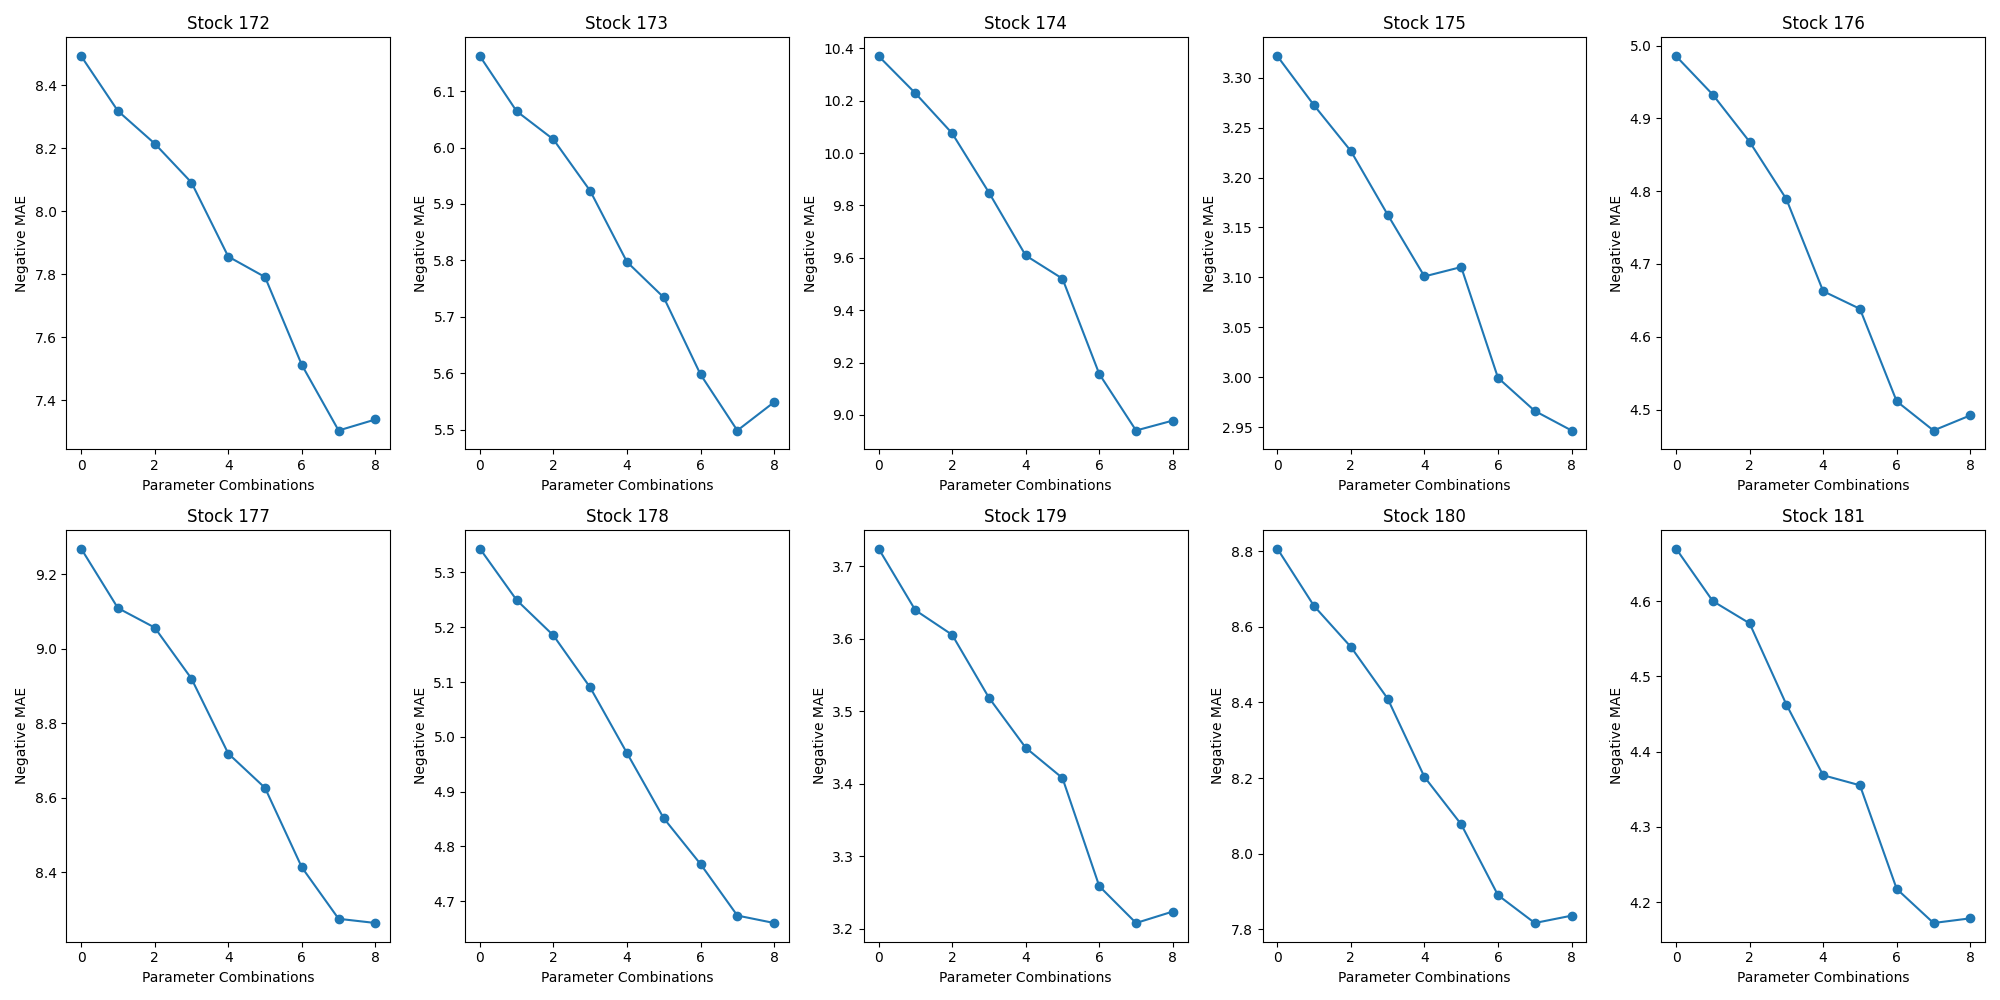 Stock 172
Negative MAE
8.4
8.2
8.0
7.8
7.6
7.4
0 2 4 6 8
Parameter Combinations
Stock 173
Negative MAE
6.1
6.0
5.9
5.8
5.7
5.6
5.5
0 2 4 6 8
Parameter Combinations
Stock 174
Negative MAE
10.4
10.2
10.0
9.8
9.6
9.4
9.2
9.0
0 2 4 6 8
Parameter Combinations
Stock 175
Negative MAE
3.30
3.25
3.20
3.15
3.10
3.05
3.00
2.95
0 2 4 6 8
Parameter Combinations
Stock 176
Negative MAE
5.0
4.9
4.8
4.7
4.6
4.5
0 2 4 6 8
Parameter Combinations
Stock 177
Negative MAE
9.2
9.0
8.8
8.6
8.4
0 2 4 6 8
Parameter Combinations
Stock 178
Negative MAE
5.3
5.2
5.1
5.0
4.9
4.8
4.7
0 2 4 6 8
Parameter Combinations
Stock 179
Negative MAE
3.7
3.6
3.5
3.4
3.3
3.2
0 2 4 6 8
Parameter Combinations
Stock 180
Negative MAE
8.8
8.6
8.4
8.2
8.0
7.8
0 2 4 6 8
Parameter Combinations
Stock 181
Negative MAE
4.6
4.5
4.4
4.3
4.2
0 2 4 6 8
Parameter Combinations